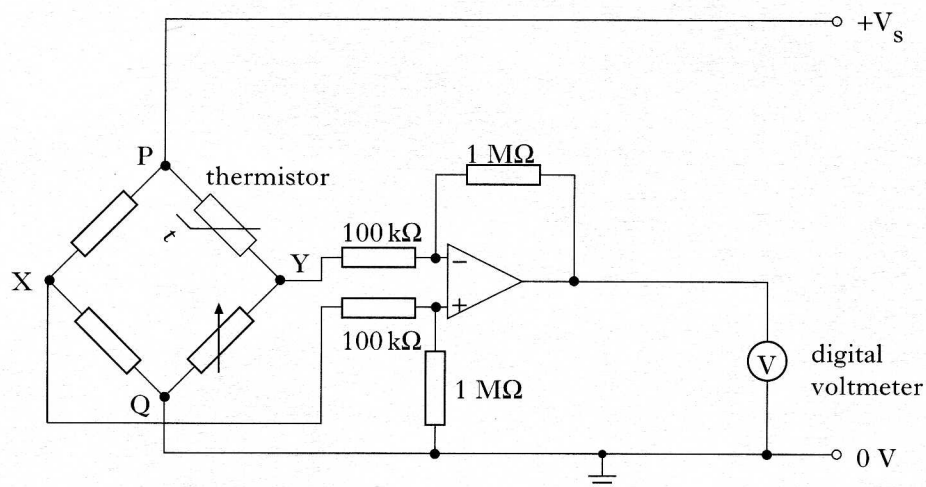 +Vs
P
1 MΩ
thermistor
t
100 kΩ
X
Y
−
+
100 kΩ
1 MΩ
V
digital
voltmeter
Q
0 V